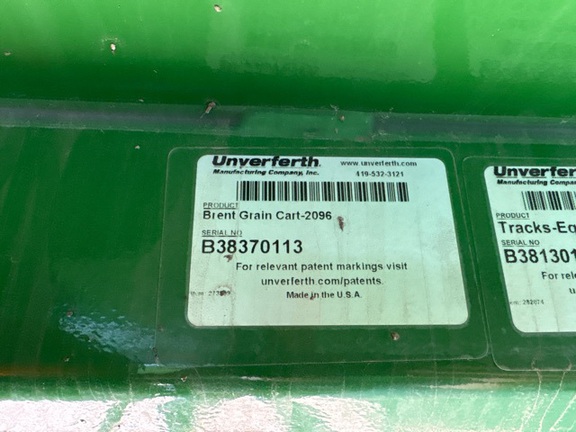 Unverferth www.unverferth.com
Manufacturing Company, Inc. 419-532-3121
PRODUCT
Brent Grain Cart-2096
SERIAL NO
B38370113
For relevant patent markings visit
unverferth.com/patents.
Made in the U.S.A.
Unverferth
Manufacturing Company
PRODUCT
Tracks-Eq
SERIAL NO
B381301
For rel
u